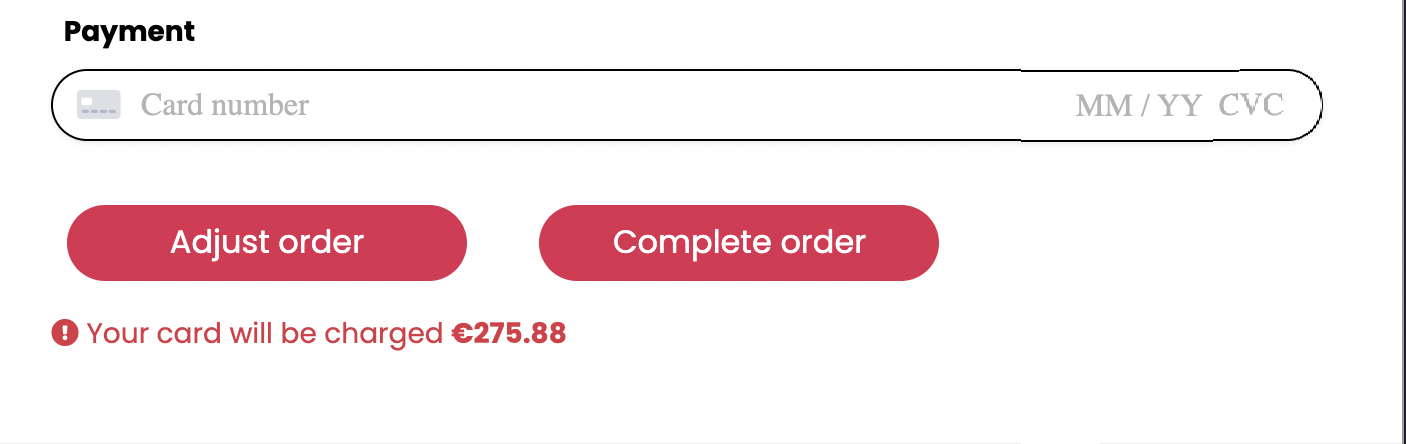 Payment
Card number MM / YY CVC
Adjust order Complete order
Your card will be charged €275.88